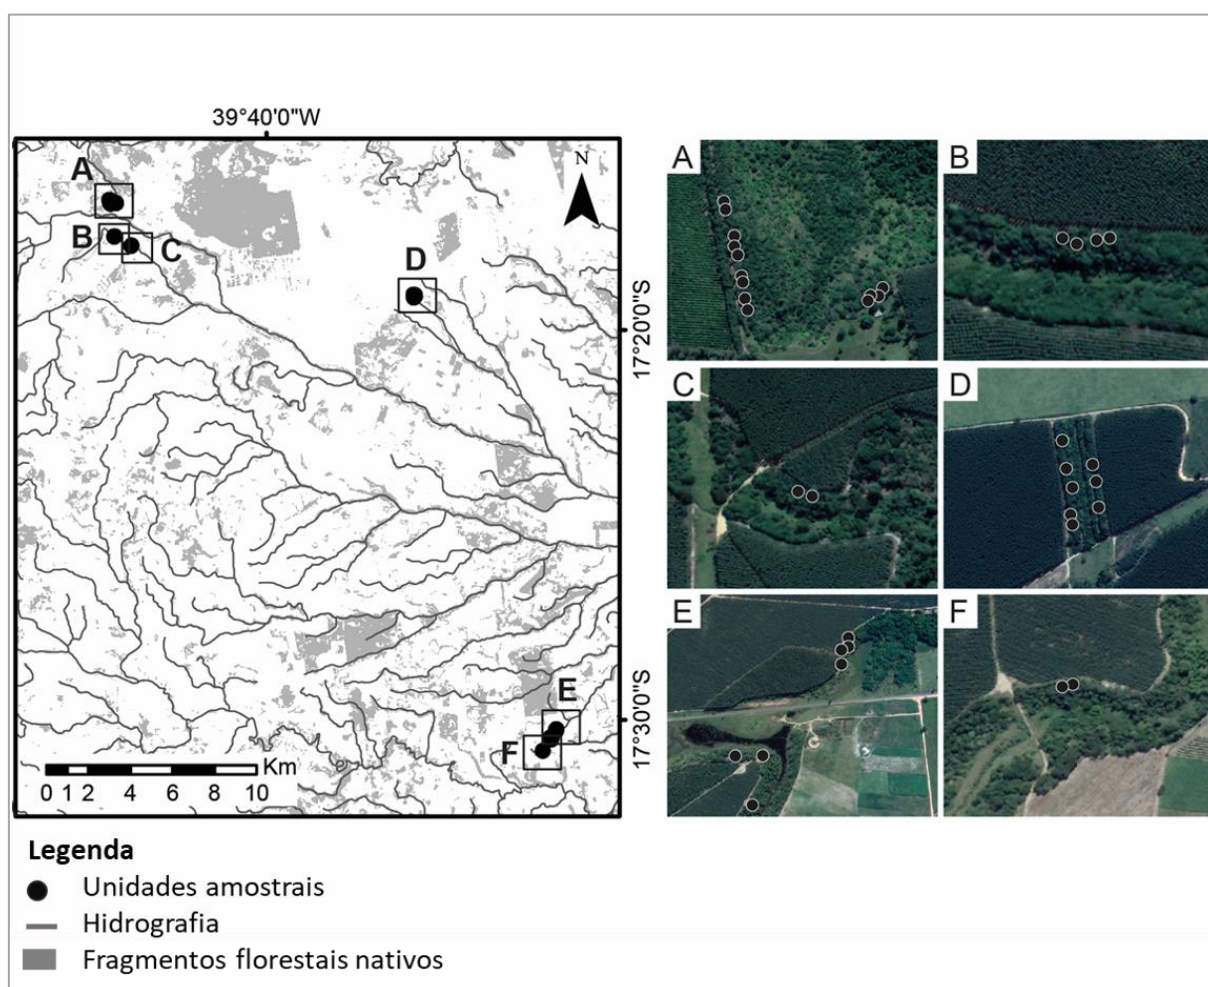 39°40'0"W
N
A
B
C
D
17°20'0"S
E
F
17°30'0"S
Km
0 1 2 4 6 8 10
A
B
C
D
E
F
Legenda
Unidades amostrais
Hidrografia
Fragmentos florestais nativos